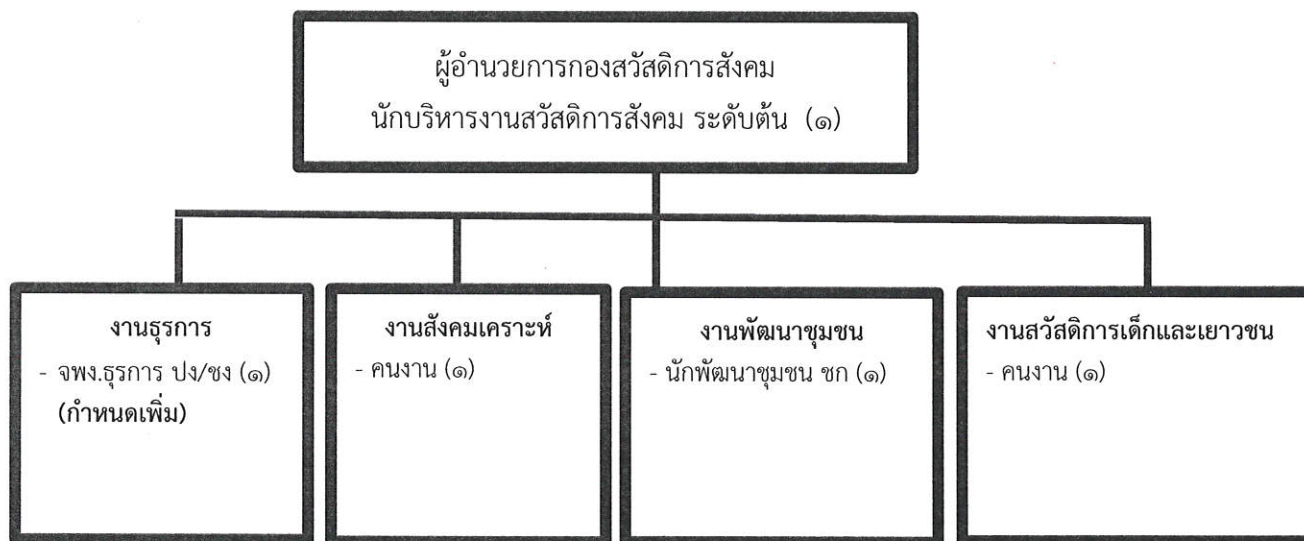 ผู้อำนวยการกองสวัสดิการสังคม
นักบริหารงานสวัสดิการสังคม ระดับต้น (๑)
งานธุรการ
- จพง.ธุรการ ปง/ชง (๑)
(กำหนดเพิ่ม)
งานสังคมเคราะห์
- คนงาน (๑)
งานพัฒนาชุมชน
- นักพัฒนาชุมชน ชก (๑)
งานสวัสดิการเด็กและเยาวชน
- คนงาน (๑)